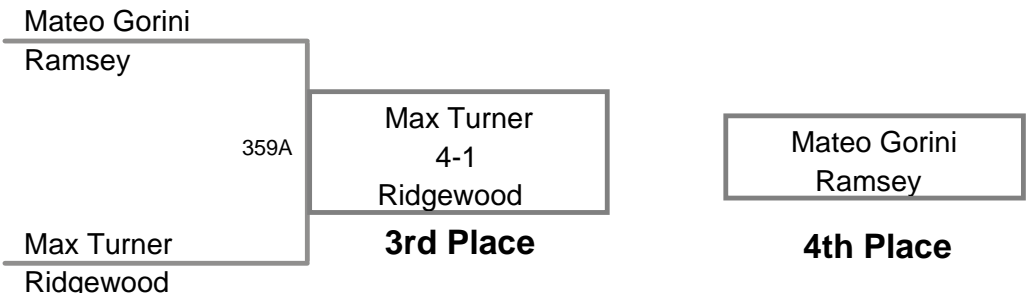 Mateo Gorini
Ramsey
359A
Max Turner
4-1
Ridgewood
3rd Place
Mateo Gorini
Ramsey
4th Place
Max Turner
Ridgewood